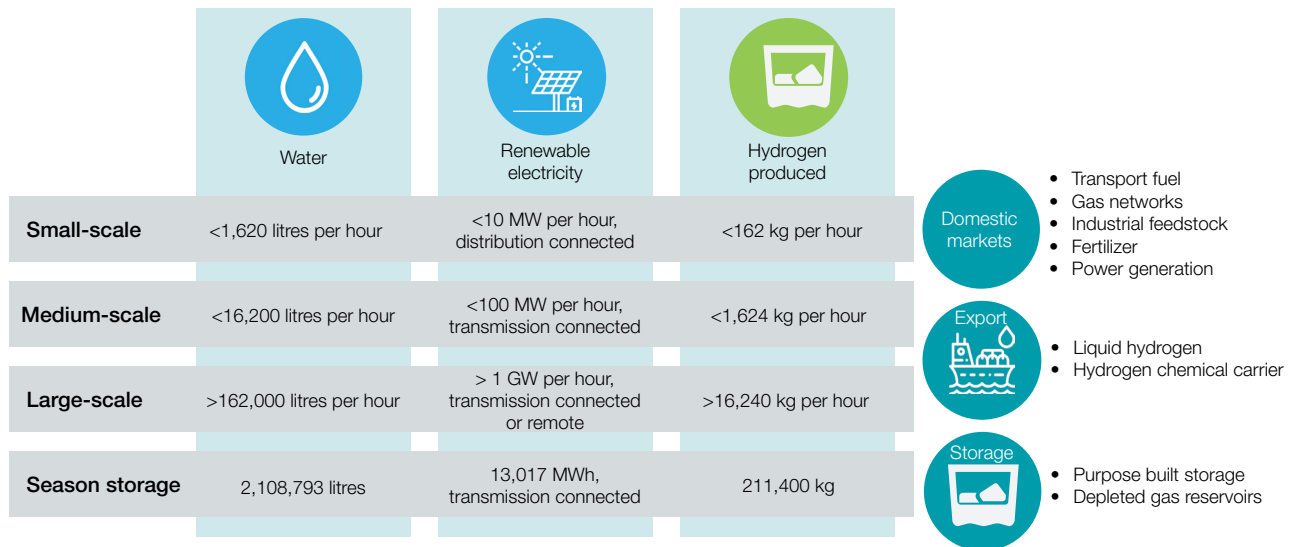 Water
Renewable
electricity
Hydrogen
produced
Small-scale
<1,620 litres per hour
<10 MW per hour,
distribution connected
<162 kg per hour
Medium-scale
<16,200 litres per hour
<100 MW per hour,
transmission connected
<1,624 kg per hour
Large-scale
>162,000 litres per hour
> 1 GW per hour,
transmission connected
or remote
>16,240 kg per hour
Season storage
2,108,793 litres
13,017 MWh,
transmission connected
211,400 kg
Domestic
markets
• Transport fuel
• Gas networks
• Industrial feedstock
• Fertilizer
• Power generation
Export
• Liquid hydrogen
• Hydrogen chemical carrier
Storage
• Purpose built storage
• Depleted gas reservoirs